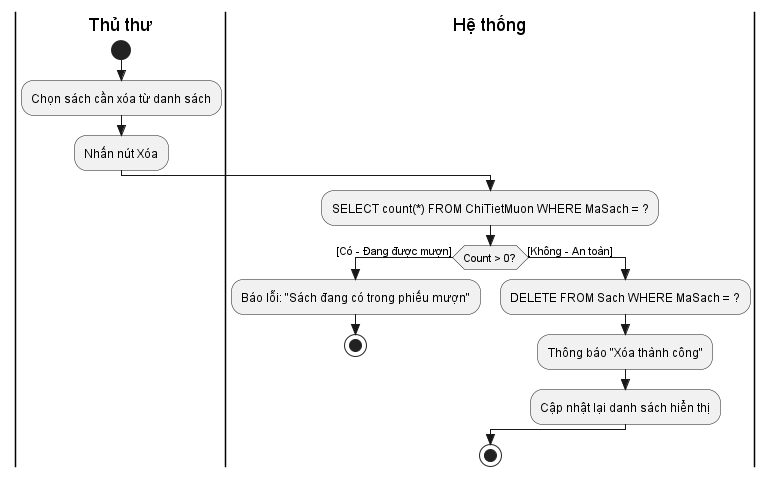 Thủ thư
Hệ thống
Chọn sách cần xóa từ danh sách
Nhấn nút Xóa
SELECT count(*) FROM ChiTietMuon WHERE MaSach = ?
[Có - Đang được mượn]
Count > 0?
[Không - An toàn]
Báo lỗi: "Sách đang có trong phiếu mượn"
DELETE FROM Sach WHERE MaSach = ?
Thông báo "Xóa thành công"
Cập nhật lại danh sách hiển thị